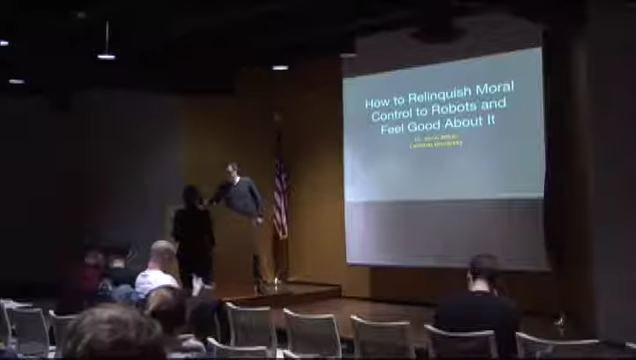 How to Relinquish Moral
Control to Robots and
Feel Good About It